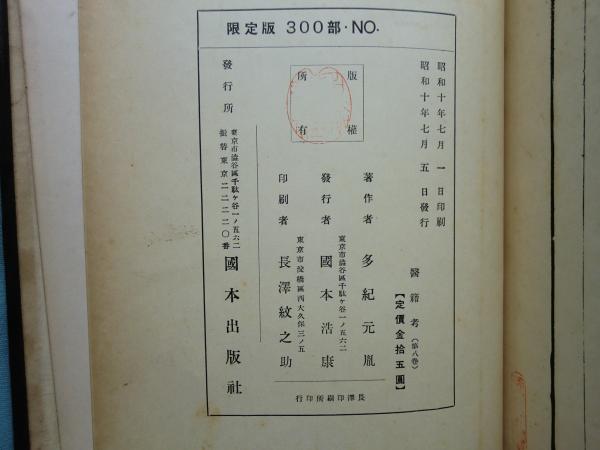 限定版 300部・NO.
昭和十年七月一日印刷
昭和十年七月五日發行
醫籍考（第八卷）
【定價金拾五圓】
著作者 多紀元胤
東京市澁谷區千駄ヶ谷一ノ五六二
發行者 國本浩康
東京市淀橋區西大久保三ノ五
印刷者 長澤紋之助
版權所有
發行所
東京市澁谷區千駄ヶ谷一ノ五六二
振替東京二二二二〇番
國本出版社
長澤印刷所印行